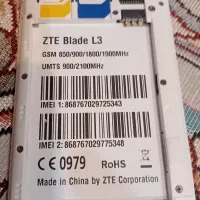 ZTE Blade L3
GSM 850/900/1800/1900MHz
UMTS 900/2100MHz
IMEI 1: 868767029725343
IMEI 2: 868767029775348
CE 0979 RoHS
Made in China by ZTE Corporation